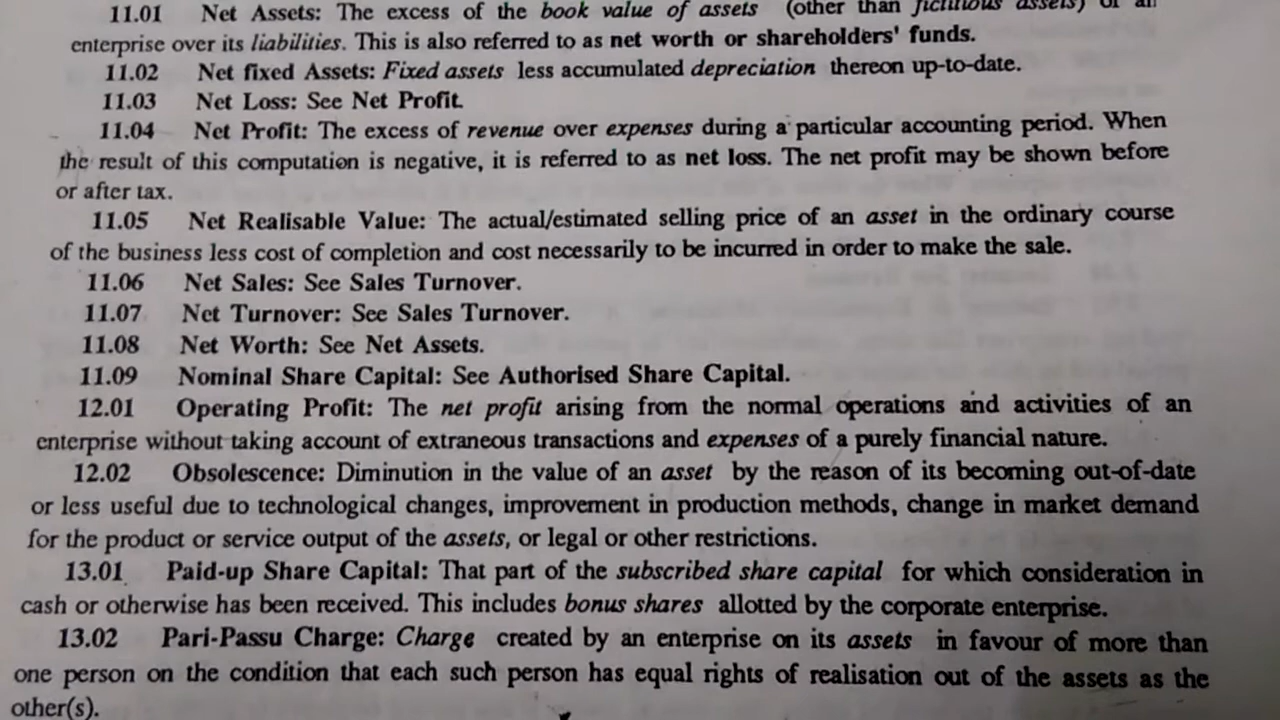 11.01 Net Assets: The excess of the book value of assets (other than fictitious assets) of an
enterprise over its liabilities. This is also referred to as net worth or shareholders' funds.
11.02 Net fixed Assets: Fixed assets less accumulated depreciation thereon up-to-date.
11.03 Net Loss: See Net Profit.
11.04 Net Profit: The excess of revenue over expenses during a particular accounting period. When
the result of this computation is negative, it is referred to as net loss. The net profit may be shown before
or after tax.
11.05 Net Realisable Value: The actual/estimated selling price of an asset in the ordinary course
of the business less cost of completion and cost necessarily to be incurred in order to make the sale.
11.06 Net Sales: See Sales Turnover.
11.07 Net Turnover: See Sales Turnover.
11.08 Net Worth: See Net Assets.
11.09 Nominal Share Capital: See Authorised Share Capital.
12.01 Operating Profit: The net profit arising from the normal operations and activities of an
enterprise without taking account of extraneous transactions and expenses of a purely financial nature.
12.02 Obsolescence: Diminution in the value of an asset by the reason of its becoming out-of-date
or less useful due to technological changes, improvement in production methods, change in market demand
for the product or service output of the assets, or legal or other restrictions.
13.01 Paid-up Share Capital: That part of the subscribed share capital for which consideration in
cash or otherwise has been received. This includes bonus shares allotted by the corporate enterprise.
13.02 Pari-Passu Charge: Charge created by an enterprise on its assets in favour of more than
one person on the condition that each such person has equal rights of realisation out of the assets as the
other(s).